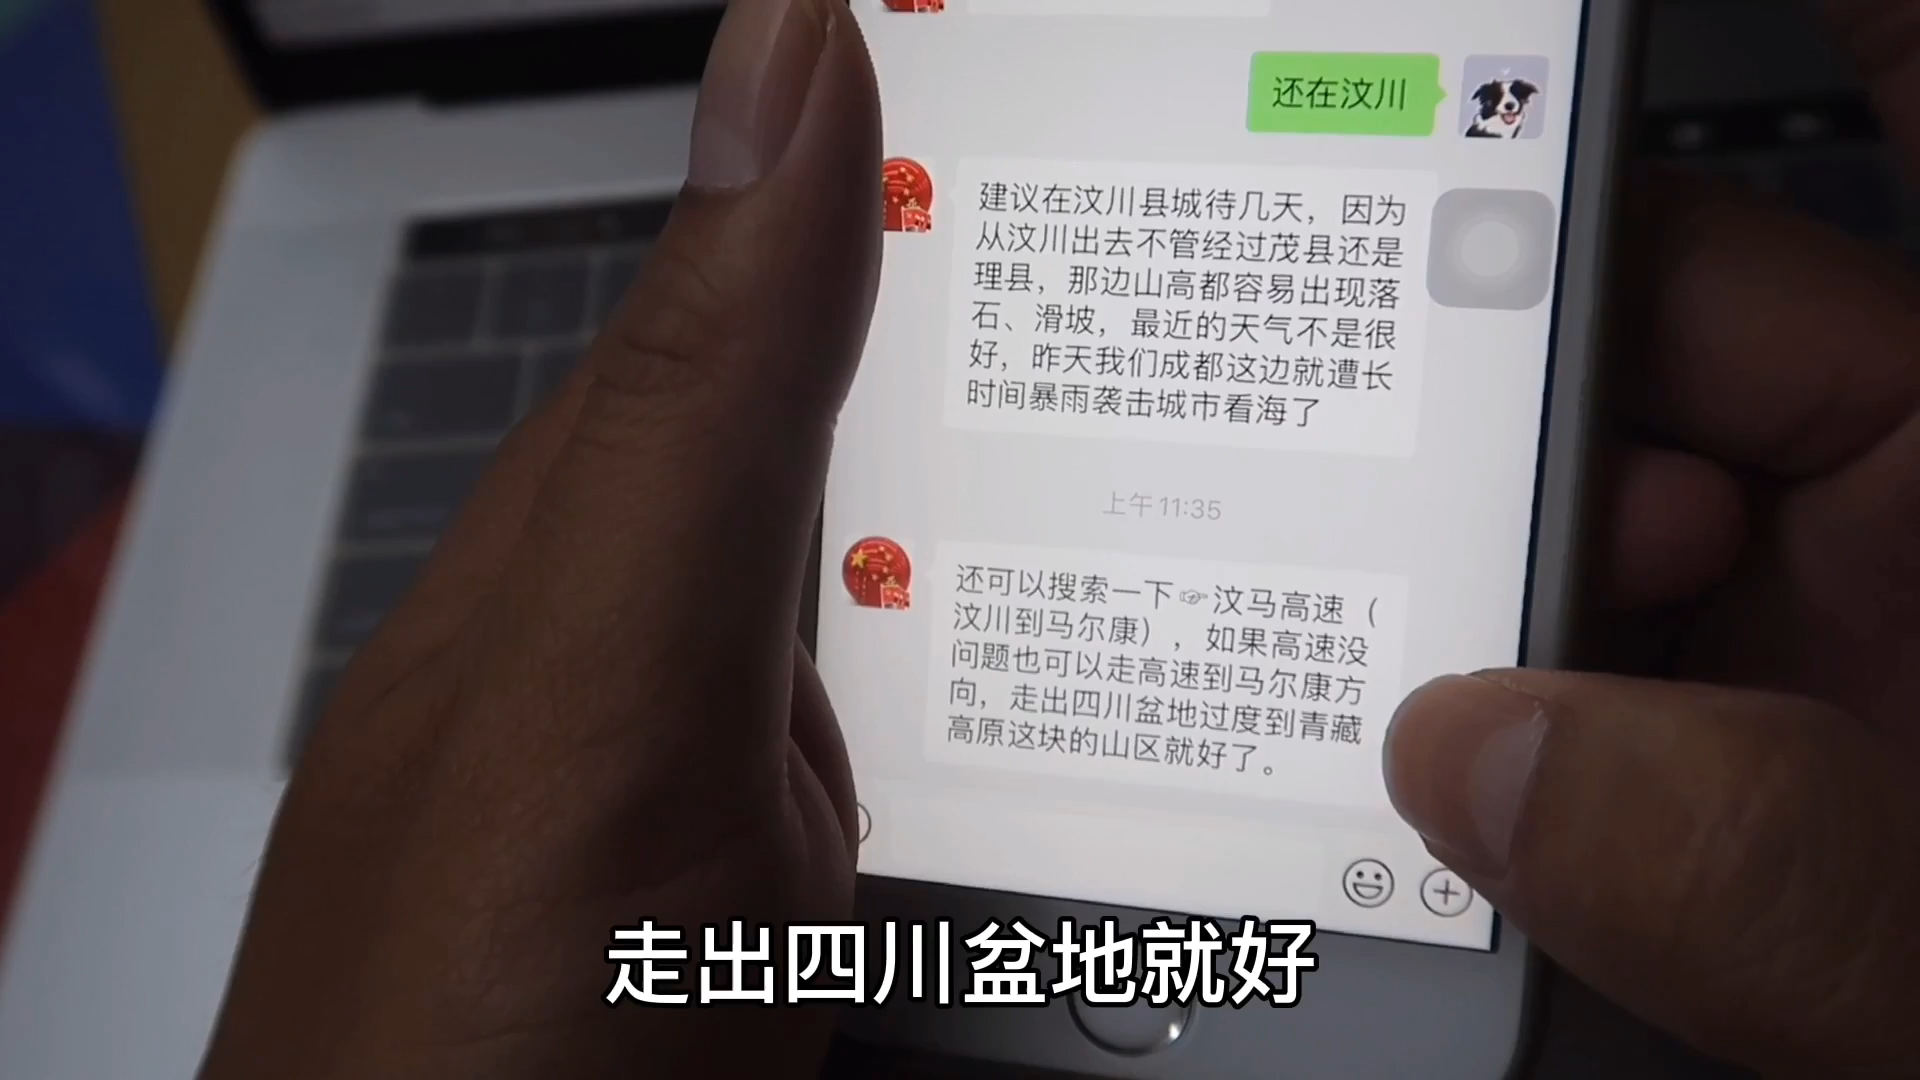 还在汶川
建议在汶川县城待几天，因为
从汶川出去不管经过茂县还是
理县，那边山高都容易出现落
石、滑坡，最近的天气不是很
好，昨天我们成都这边就遭长
时间暴雨袭击城市看海了
上午 11:35
还可以搜索一下👉汶马高速（
汶川到马尔康），如果高速没
问题也可以走高速到马尔康方
向，走出四川盆地过度到青藏
高原这块的山区就好了。
走出四川盆地就好